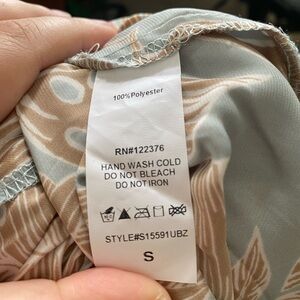 100%Polyester
RN#122376
HAND WASH COLD
DO NOT BLEACH
DO NOT IRON
STYLE#S15591UBZ
S